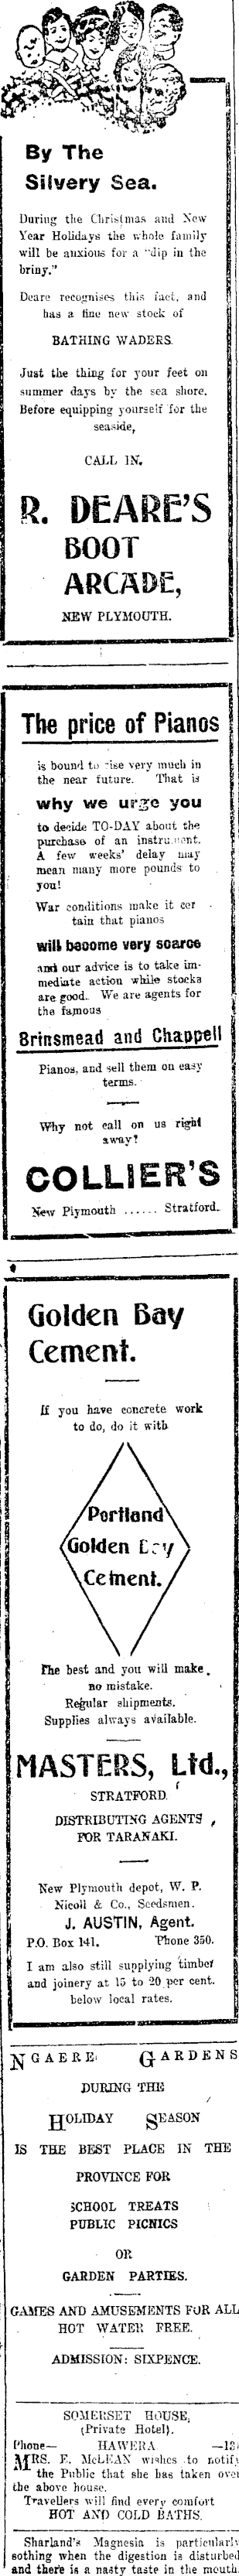 By The
Silvery Sea.
During the Christmas and New
Year Holidays the whole family
will be anxious for a "dip in the
briny."
Deare recognises this fact, and
has a fine new stock of
BATHING WADERS.
Just the thing for your feet on
summer days by the sea shore.
Before equipping yourself for the
seaside,
CALL IN.
R. DEARE'S
BOOT
ARCADE,
NEW PLYMOUTH.
The price of Pianos
is bound to rise very much in
the near future. That is
why we urge you
to decide TO-DAY about the
purchase of an instrument.
A few weeks' delay may
mean many more pounds to
you!
War conditions make it cer-
tain that pianos
will become very scarce
and our advice is to take im-
mediate action while stocks
are good. We are agents for
the famous
Brinsmead and Chappell
Pianos, and sell them on easy
terms.
Why not call on us right
away?
COLLIER'S
New Plymouth ...... Stratford.
Golden Bay
Cement.
If you have concrete work
to do, do it with
Portland
Golden Bay
Cement.
The best and you will make
no mistake.
Regular shipments.
Supplies always available.
MASTERS, Ltd.,
STRATFORD.
DISTRIBUTING AGENTS
FOR TARANAKI.
New Plymouth depot, W. P.
Nicoll & Co., Seedsmen.
J. AUSTIN, Agent.
P.O. Box 141. 'Phone 350.
I am also still supplying timber
and joinery at 15 to 20 per cent.
below local rates.
NGAERE GARDENS
DURING THE
HOLIDAY SEASON
IS THE BEST PLACE IN THE
PROVINCE FOR
SCHOOL TREATS
PUBLIC PICNICS
OR
GARDEN PARTIES.
GAMES AND AMUSEMENTS FOR ALL
HOT WATER FREE.
ADMISSION: SIXPENCE.
SOMERSET HOUSE,
(Private Hotel).
Phone— HAWERA —13
MRS. F. McLEAN wishes to notify
the Public that she has taken over
the above house.
Travellers will find every comfort
HOT AND COLD BATHS.
Sharland's Magnesia is particularly
sothing when the digestion is disturbed
and there is a nasty taste in the mouth